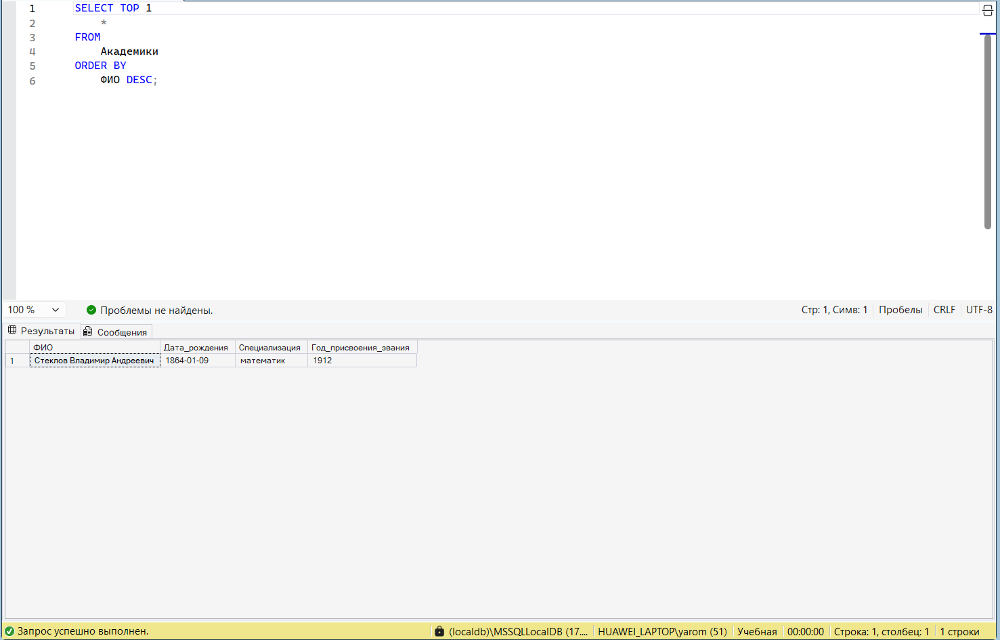 1 SELECT TOP 1
2 *
3 FROM
4 Академики
5 ORDER BY
6 ФИО DESC;
100 % Проблемы не найдены. Стр: 1, Симв: 1 Пробелы CRLF UTF-8
Результаты Сообщения
ФИО Дата_рождения Специализация Год_присвоения_звания
1 Стеклов Владимир Андреевич 1864-01-09 математик 1912
Запрос успешно выполнен. (localdb)\MSSQLLocalDB (17.... HUAWEI_LAPTOP\yarom (51) Учебная 00:00:00 Строка: 1, столбец: 1 1 строки